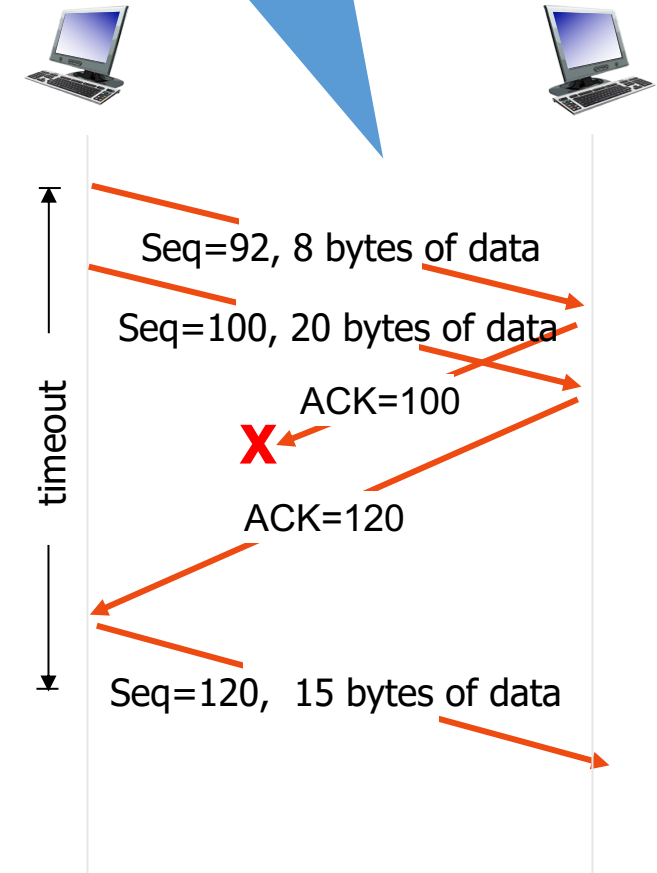 Seq=92, 8 bytes of data
Seq=100, 20 bytes of data
ACK=100
timeout
X
ACK=120
Seq=120, 15 bytes of data